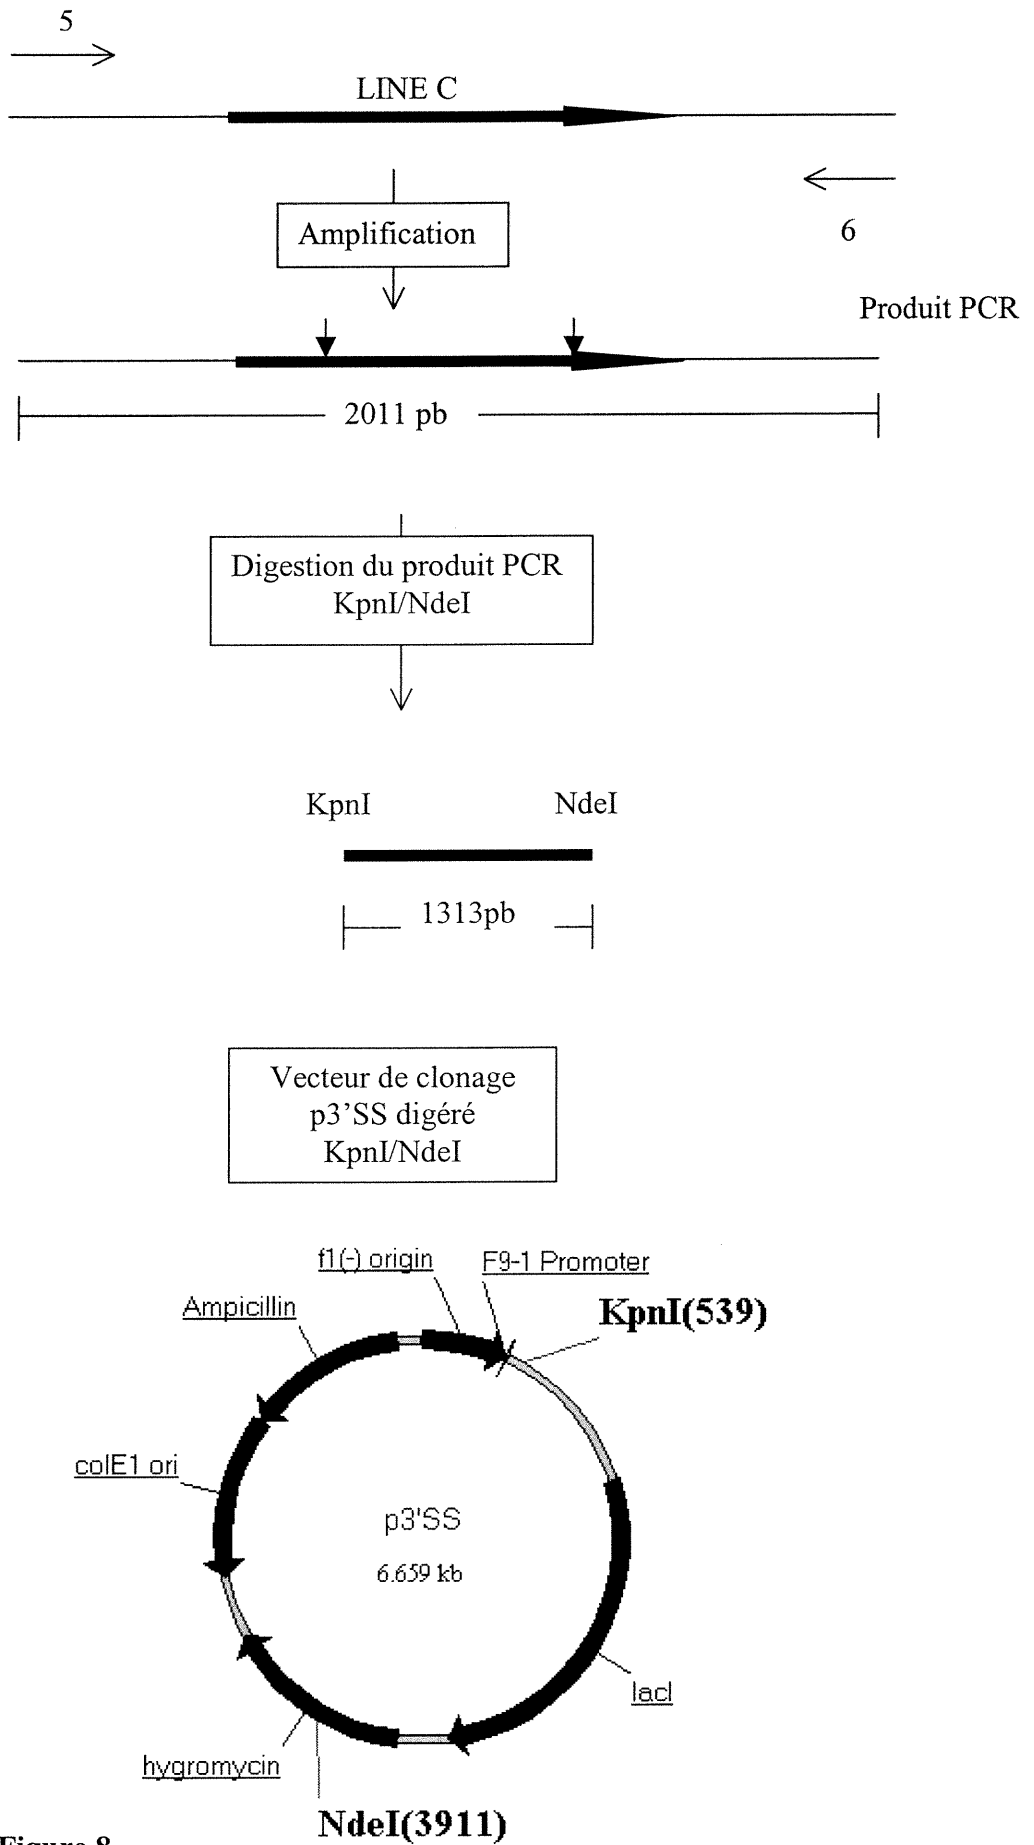 5
LINE C
Amplification
6
Produit PCR
2011 pb
Digestion du produit PCR
KpnI/NdeI
KpnI
NdeI
1313pb
Vecteur de clonage
p3’SS digéré
KpnI/NdeI
f1(-) origin
F9-1 Promoter
KpnI(539)
Ampicillin
colE1 ori
p3'SS
6.659 kb
lacI
hygromycin
NdeI(3911)
Figure 8